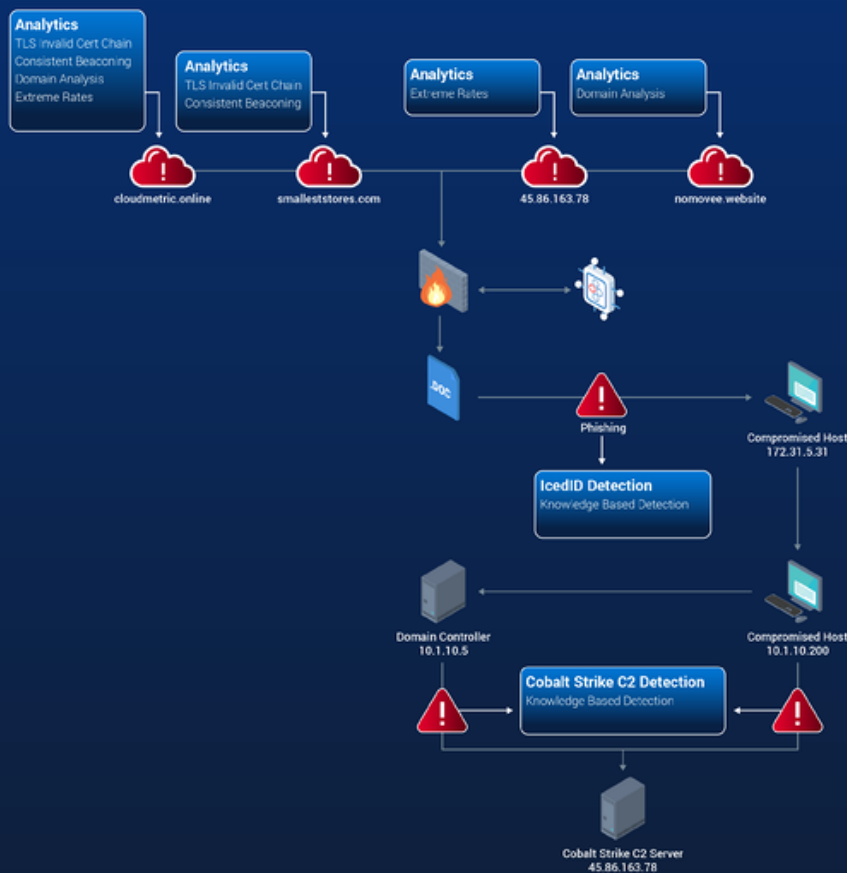 Analytics
TLS Invalid Cert Chain
Consistent Beaconing
Domain Analysis
Extreme Rates
Analytics
TLS Invalid Cert Chain
Consistent Beaconing
Analytics
Extreme Rates
Analytics
Domain Analysis
cloudmetric.online
smalleststores.com
45.86.163.78
nomovee.website
.DOC
Phishing
Compromised Host
172.31.5.31
IcedID Detection
Knowledge Based Detection
Domain Controller
10.1.10.5
Compromised Host
10.1.10.200
Cobalt Strike C2 Detection
Knowledge Based Detection
Cobalt Strike C2 Server
45.86.163.78